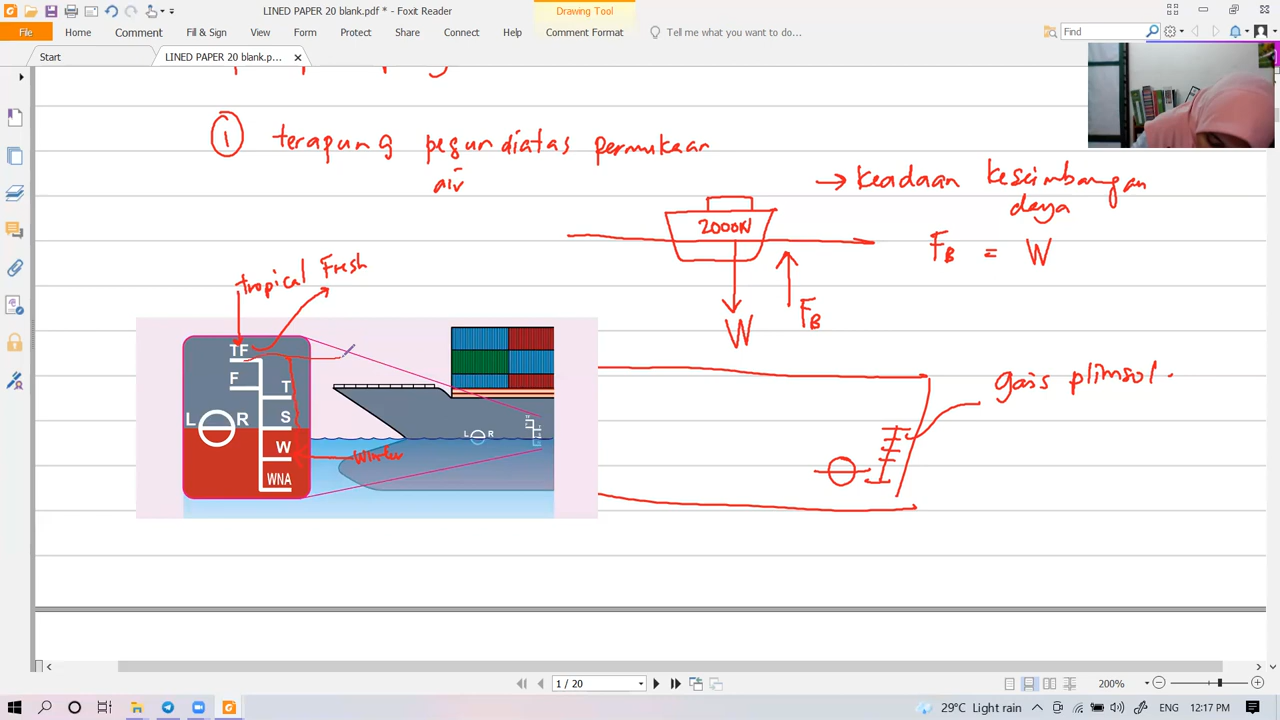 LINED PAPER 20 blank.pdf * - Foxit Reader
Drawing Tool
File Home Comment Fill & Sign View Form Protect Share Connect Help Comment Format Tell me what you want to do... Find
Start LINED PAPER 20 blank.p...
1 terapung pegun diatas permukaan
air
→ keadaan keseimbangan
daya
2000N
FB = W
W
FB
tropical Fresh
TF
F
T
L R
S
W
WNA
Winter
L R
gais plimsol.
1 / 20
200%
29°C Light rain
ENG
12:17 PM